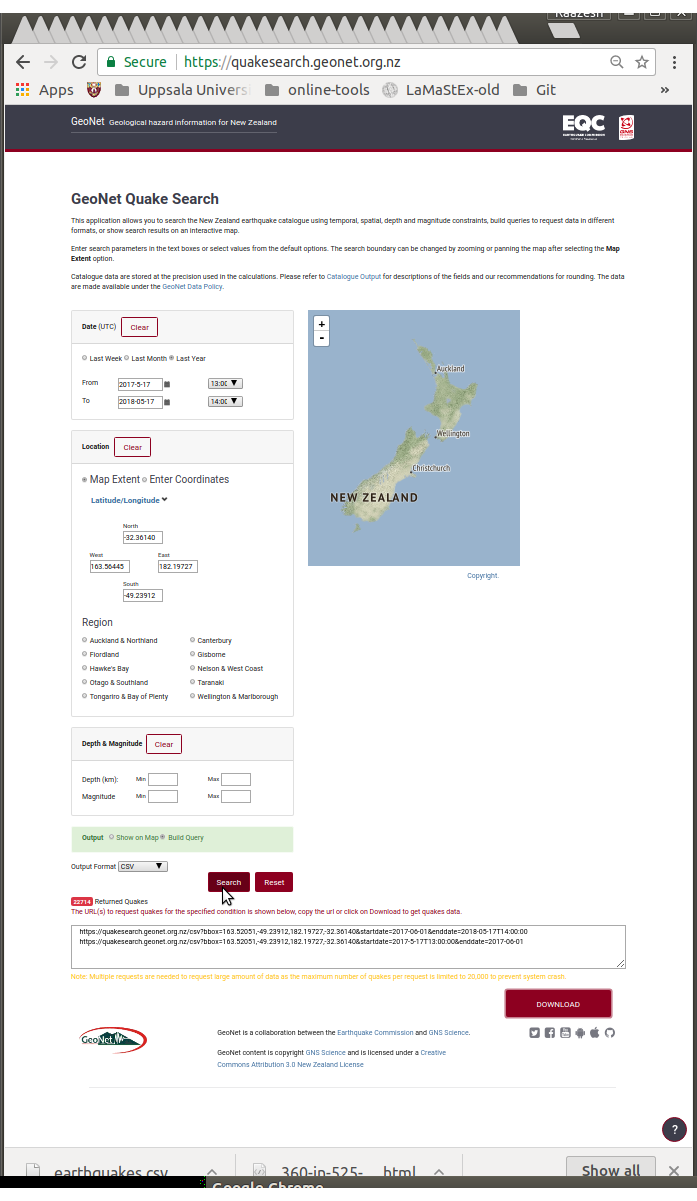 Raazesh
Secure https://quakesearch.geonet.org.nz
Apps Uppsala Univers online-tools LaMaStEx-old Git »
GeoNet Geological hazard information for New Zealand
EQC
GNS
GeoNet Quake Search
This application allows you to search the New Zealand earthquake catalogue using temporal, spatial, depth and magnitude constraints, build queries to request data in different
formats, or show search results on an interactive map.
Enter search parameters in the text boxes or select values from the default options. The search boundary can be changed by zooming or panning the map after selecting the Map
Extent option.
Catalogue data are stored at the precision used in the calculations. Please refer to Catalogue Output for descriptions of the fields and our recommendations for rounding. The data
are made available under the GeoNet Data Policy.
Date (UTC) Clear
Last Week Last Month Last Year
From 2017-5-17 13:00
To 2018-05-17 14:00
Location Clear
Map Extent Enter Coordinates
Latitude/Longitude
North
-32.36140
West East
163.56445 182.19727
South
-49.23912
Region
Auckland & Northland Canterbury
Fiordland Gisborne
Hawke's Bay Nelson & West Coast
Otago & Southland Taranaki
Tongariro & Bay of Plenty Wellington & Marlborough
+
-
Auckland
Wellington
Christchurch
NEW ZEALAND
Copyright.
Depth & Magnitude Clear
Depth (km): Min Max
Magnitude Min Max
Output Show on Map Build Query
Output Format CSV
Search Reset
22714 Returned Quakes
The URL(s) to request quakes for the specified condition is shown below, copy the url or click on Download to get quakes data.
https://quakesearch.geonet.org.nz/csv?bbox=163.52051,-49.23912,182.19727,-32.36140&startdate=2017-06-01&enddate=2018-05-17T14:00:00
https://quakesearch.geonet.org.nz/csv?bbox=163.52051,-49.23912,182.19727,-32.36140&startdate=2017-5-17T13:00:00&enddate=2017-06-01
Note: Multiple requests are needed to request large amount of data as the maximum number of quakes per request is limited to 20,000 to prevent system crash.
DOWNLOAD
GeoNet
GeoNet is a collaboration between the Earthquake Commission and GNS Science.
GeoNet content is copyright GNS Science and is licensed under a Creative
Commons Attribution 3.0 New Zealand License
?
earthquakes.csv 360-in-525-....html Show all
Google Chrome